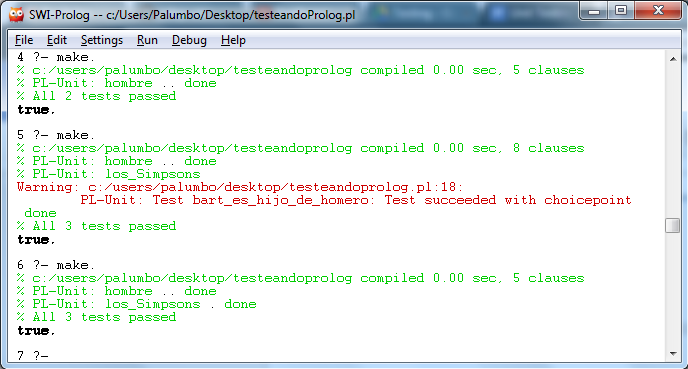 SWI-Prolog -- c:/Users/Palumbo/Desktop/testeandoProlog.pl
File Edit Settings Run Debug Help
4 ?- make.
% c:/users/palumbo/desktop/testeandoprolog compiled 0.00 sec, 5 clauses
% PL-Unit: hombre .. done
% All 2 tests passed
true.
5 ?- make.
% c:/users/palumbo/desktop/testeandoprolog compiled 0.00 sec, 8 clauses
% PL-Unit: hombre .. done
% PL-Unit: los_Simpsons
Warning: c:/users/palumbo/desktop/testeandoprolog.pl:18:
PL-Unit: Test bart_es_hijo_de_homero: Test succeeded with choicepoint
done
% All 3 tests passed
true.
6 ?- make.
% c:/users/palumbo/desktop/testeandoprolog compiled 0.00 sec, 5 clauses
% PL-Unit: hombre .. done
% PL-Unit: los_Simpsons . done
% All 3 tests passed
true.
7 ?-